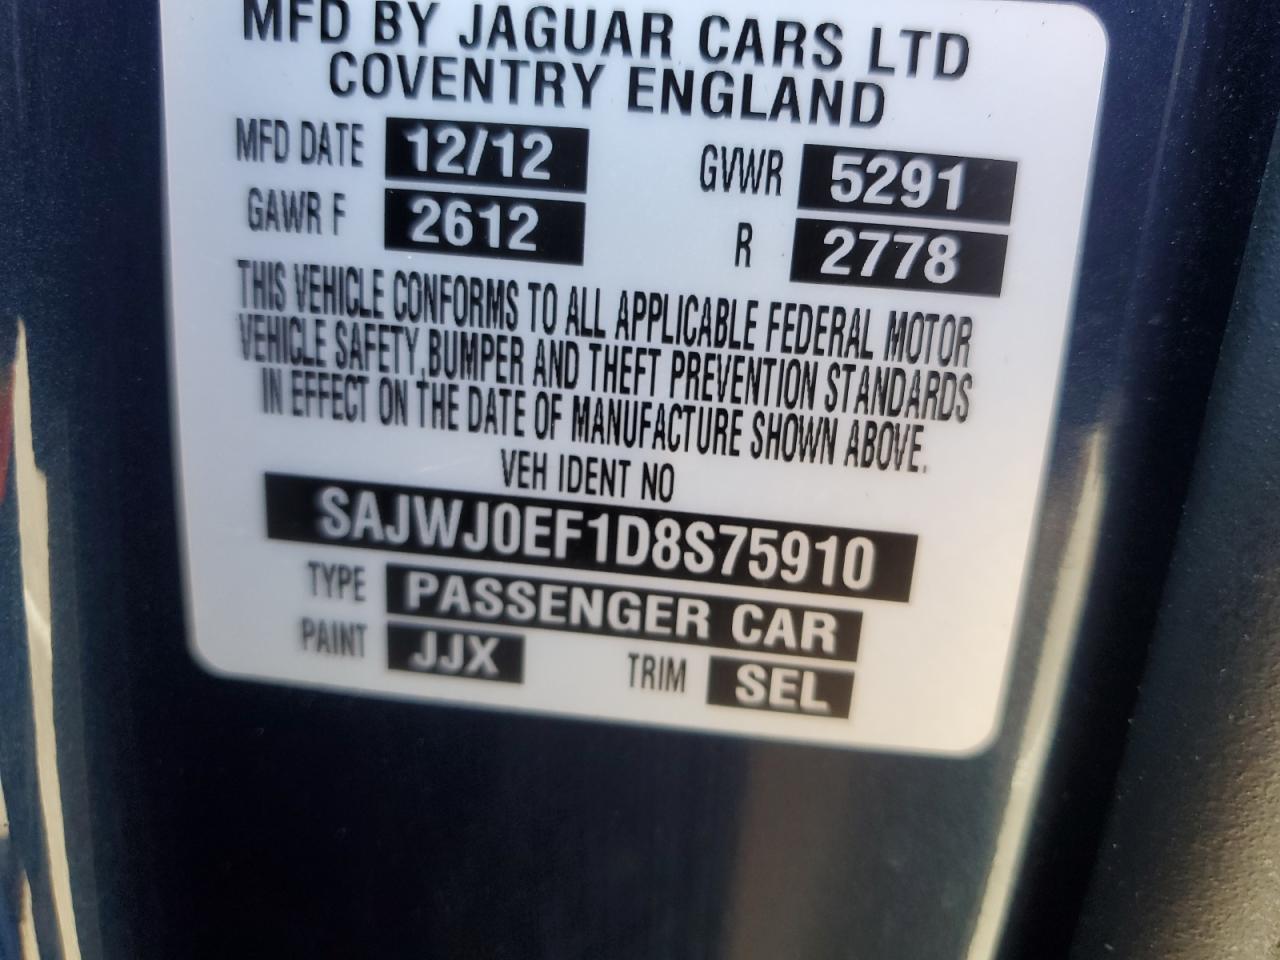 MFD BY JAGUAR CARS LTD
COVENTRY ENGLAND
MFD DATE 12/12 GVWR 5291
GAWR F 2612 R 2778
THIS VEHICLE CONFORMS TO ALL APPLICABLE FEDERAL MOTOR
VEHICLE SAFETY, BUMPER AND THEFT PREVENTION STANDARDS
IN EFFECT ON THE DATE OF MANUFACTURE SHOWN ABOVE.
VEH IDENT NO
SAJWJ0EF1D8S75910
TYPE PASSENGER CAR
PAINT JJX TRIM SEL